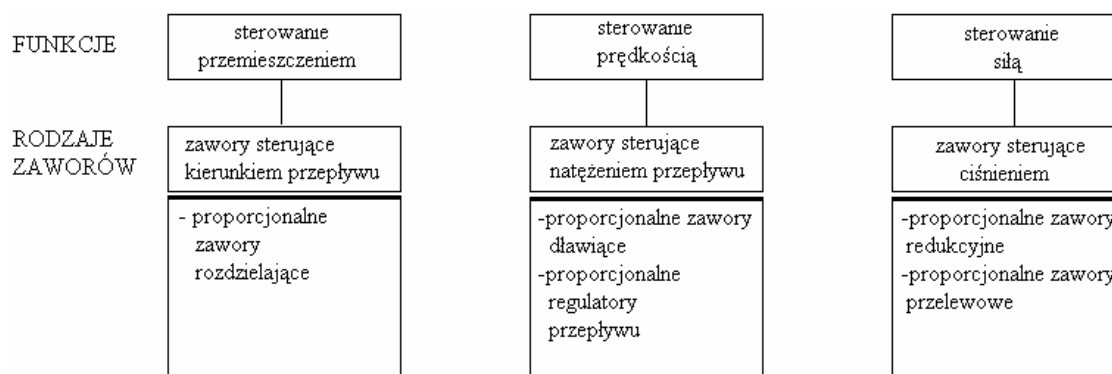 FUNKCJE
sterowanie
przemieszczeniem
sterowanie
prędkością
sterowanie
siłą
RODZAJE
ZAWORÓW
zawory sterujące
kierunkiem przepływu
zawory sterujące
natężeniem przepływu
zawory sterujące
ciśnieniem
- proporcjonalne
zawory
rozdzielające
-proporcjonalne zawory
dławiące
-proporcjonalne
regulatory
przepływu
-proporcjonalne zawory
redukcyjne
-proporcjonalne zawory
przelewowe